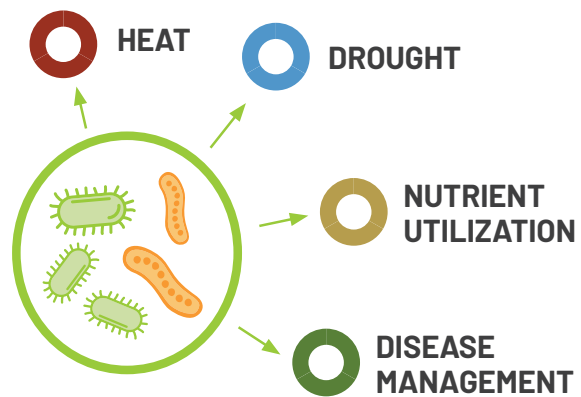 HEAT
DROUGHT
NUTRIENT
UTILIZATION
DISEASE
MANAGEMENT